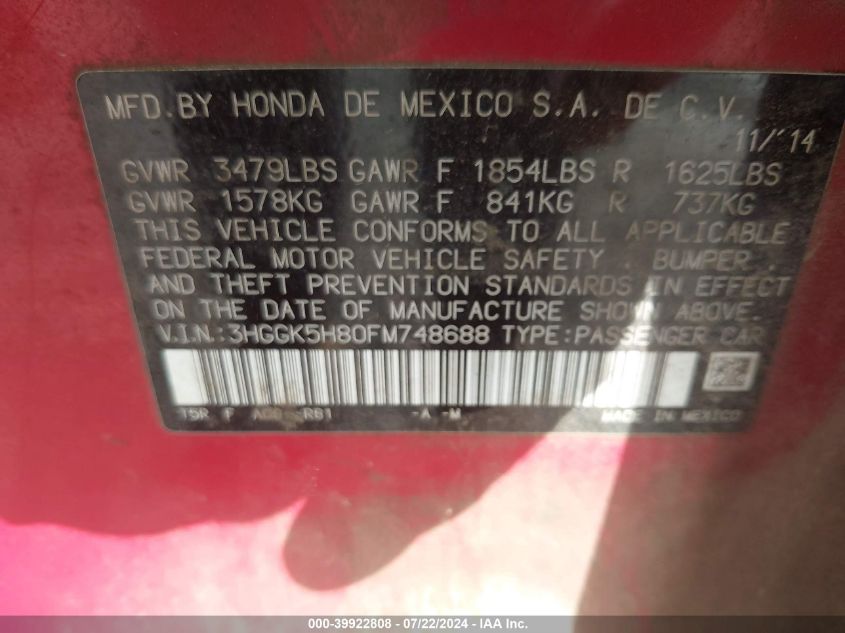 MFD.BY HONDA DE MEXICO S.A. DE C.V.
11/'14
GVWR 3479LBS GAWR F 1854LBS R 1625LBS
GVWR 1578KG GAWR F 841KG R 737KG
THIS VEHICLE CONFORMS TO ALL APPLICABLE
FEDERAL MOTOR VEHICLE SAFETY , BUMPER ,
AND THEFT PREVENTION STANDARDS IN EFFECT
ON THE DATE OF MANUFACTURE SHOWN ABOVE.
V.I.N.:3HGGK5H80FM748688 TYPE:PASSENGER CAR
T5R F RB1 -A -M MADE IN MEXICO
000-39922808 - 07/22/2024 - IAA, Inc.